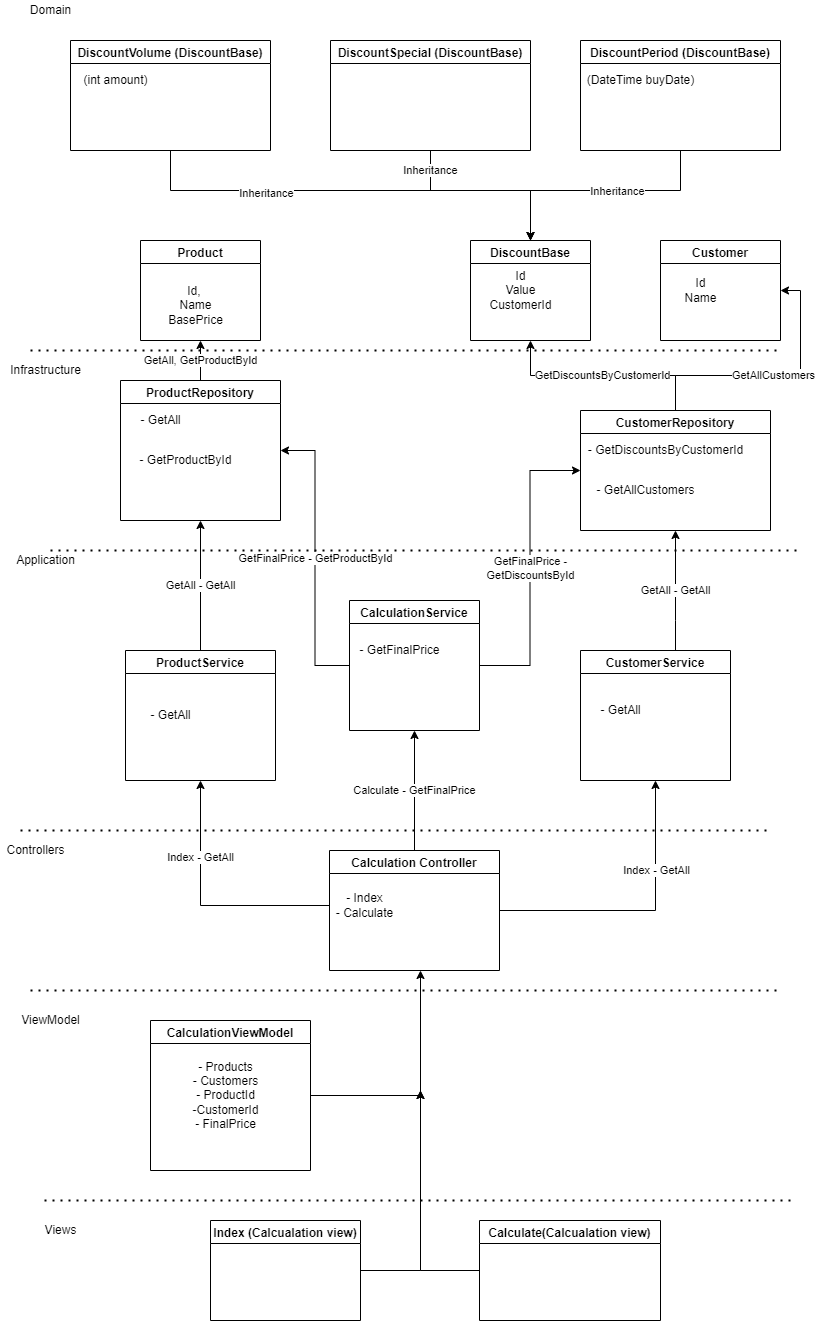 Domain
DiscountVolume (DiscountBase)
(int amount)
DiscountSpecial (DiscountBase)
DiscountPeriod (DiscountBase)
(DateTime buyDate)
Inheritance
Inheritance
Inheritance
Product
Id,
Name
BasePrice
DiscountBase
Id
Value
CustomerId
Customer
Id
Name
Infrastructure
GetAll, GetProductById
GetDiscountsByCustomerId
GetAllCustomers
ProductRepository
- GetAll
- GetProductById
CustomerRepository
- GetDiscountsByCustomerId
- GetAllCustomers
Application
GetAll - GetAll
GetFinalPrice - GetProductById
GetFinalPrice -
GetDiscountsById
GetAll - GetAll
ProductService
- GetAll
CalculationService
- GetFinalPrice
CustomerService
- GetAll
Calculate - GetFinalPrice
Controllers
Index - GetAll
Index - GetAll
Calculation Controller
- Index
- Calculate
ViewModel
CalculationViewModel
- Products
- Customers
- ProductId
-CustomerId
- FinalPrice
Views
Index (Calcualation view)
Calculate(Calcualation view)